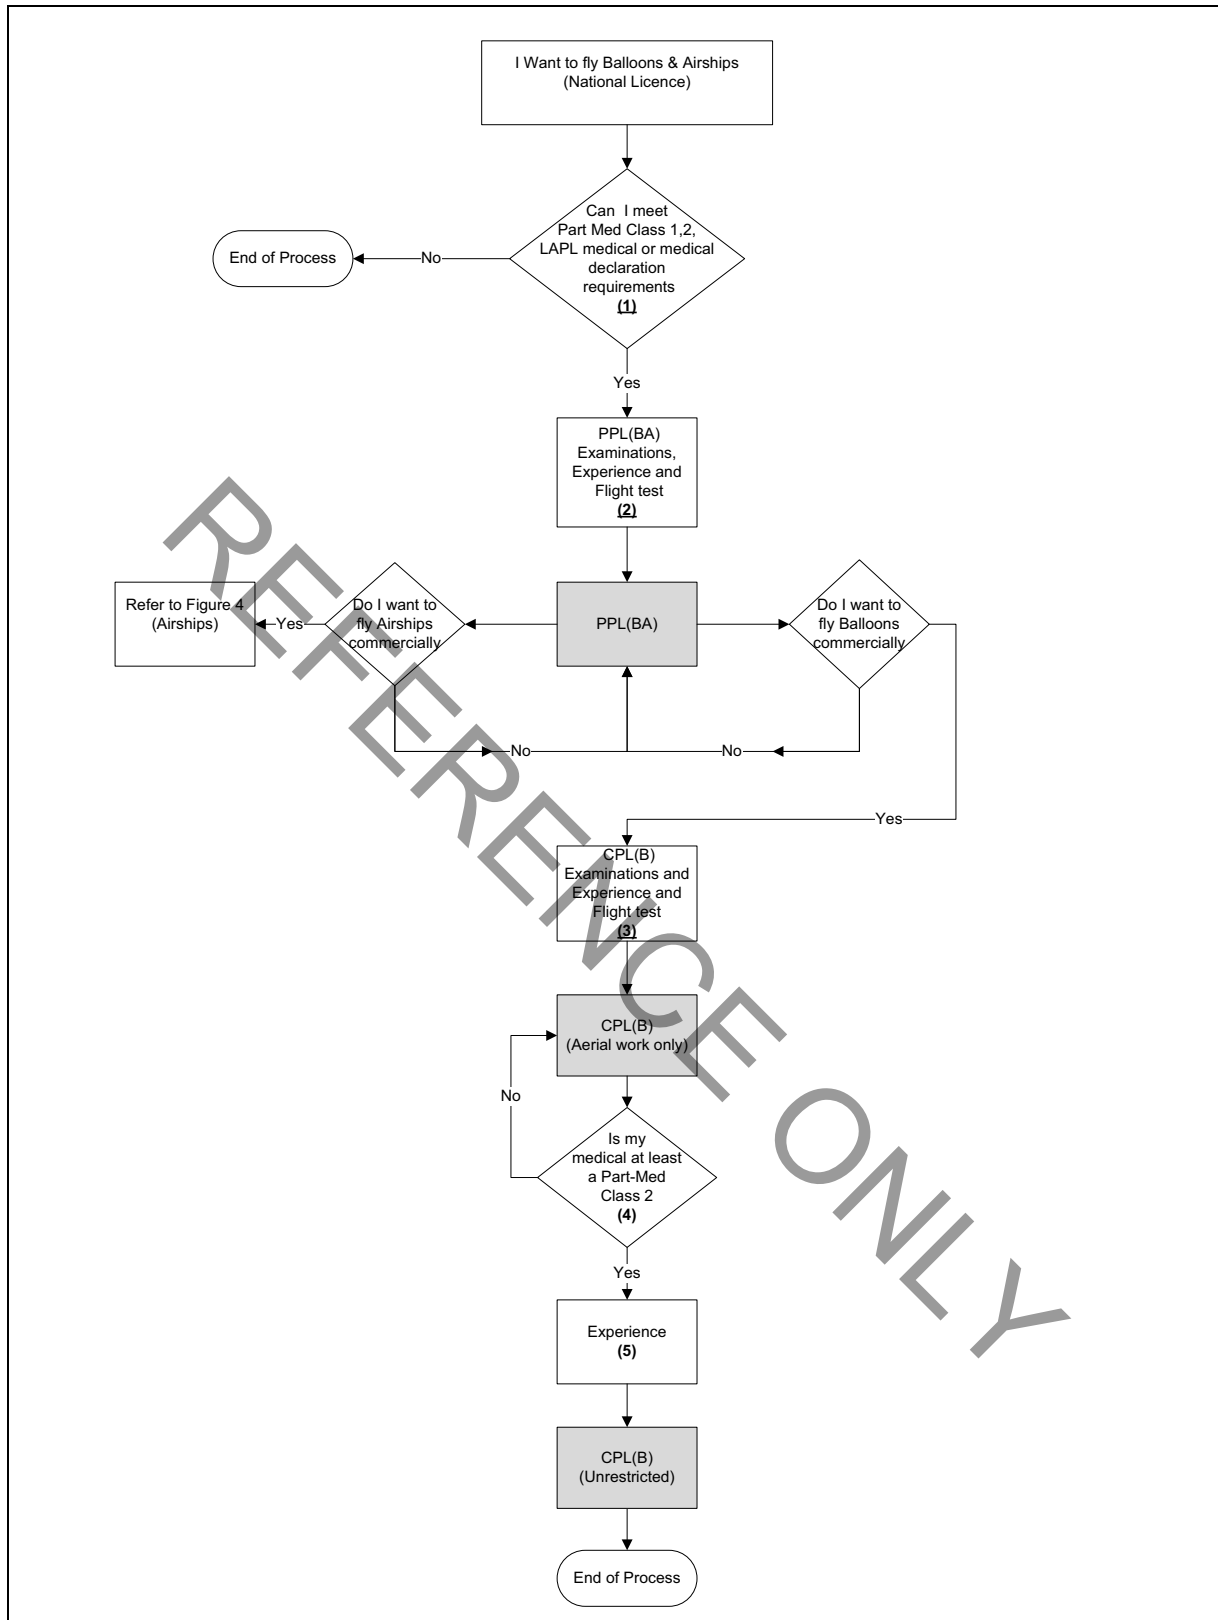 I Want to fly Balloons & Airships
(National Licence)
Can I meet
Part Med Class 1,2,
LAPL medical or medical
declaration
requirements
(1)
No
End of Process
Yes
PPL(BA)
Examinations,
Experience and
Flight test
(2)
Refer to Figure 4
(Airships)
Yes
Do I want to
fly Airships
commercially
PPL(BA)
Do I want to
fly Balloons
commercially
No
No
Yes
CPL(B)
Examinations and
Experience and
Flight test
(3)
CPL(B)
(Aerial work only)
No
Is my
medical at least
a Part-Med
Class 2
(4)
Yes
Experience
(5)
CPL(B)
(Unrestricted)
End of Process
REFERENCE ONLY